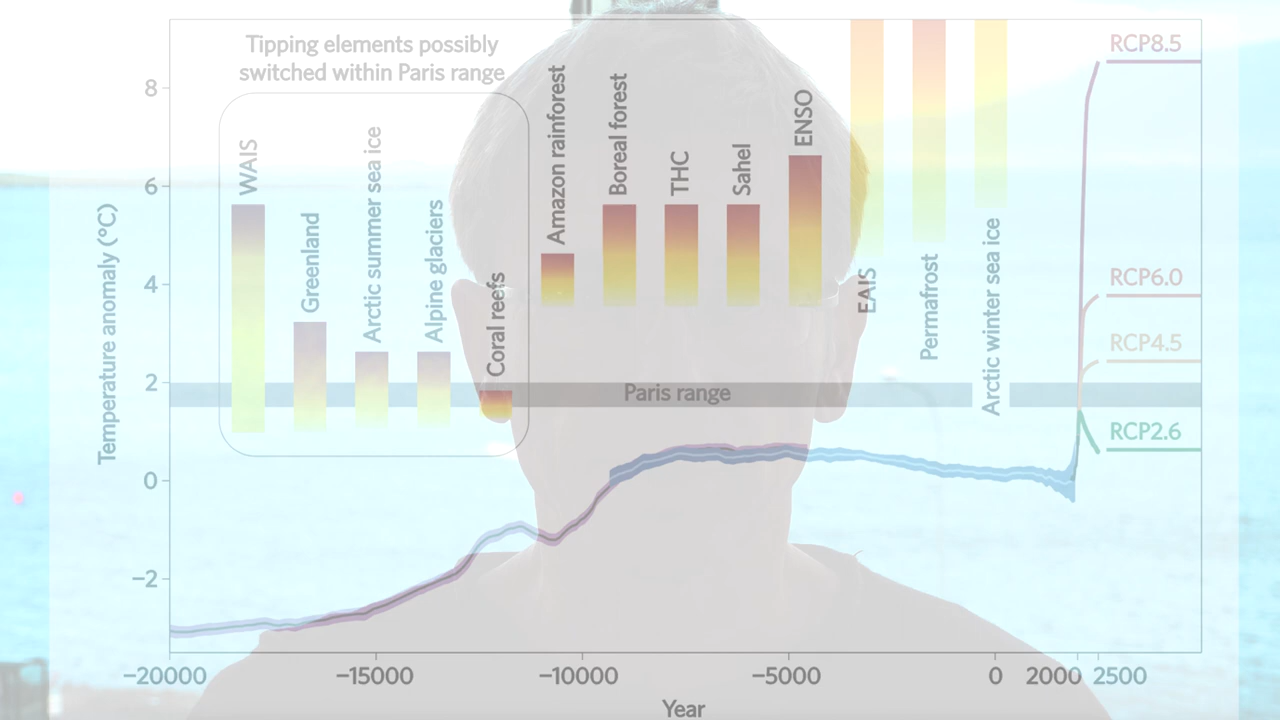 Tipping elements possibly
switched within Paris range
RCP8.5
RCP6.0
RCP4.5
RCP2.6
Temperature anomaly (°C)
8
6
4
2
0
−2
WAIS
Greenland
Arctic summer sea ice
Alpine glaciers
Coral reefs
Amazon rainforest
Boreal forest
THC
Sahel
ENSO
EAIS
Permafrost
Arctic winter sea ice
Paris range
−20000
−15000
−10000
−5000
0
2000
2500
Year